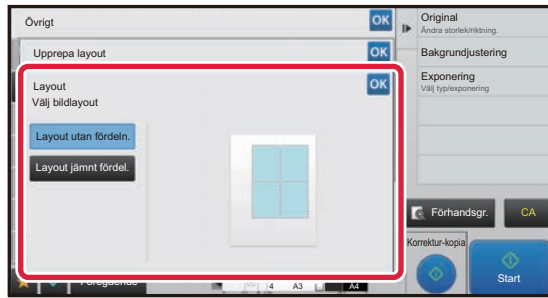 Övrigt
OK
Upprepa layout
OK
Layout
OK
Välj bildlayout
Layout utan fördeln.
Layout jämnt fördel.
Original
Ändra storlek/riktning.
Bakgrundjustering
Exponering
Välj typ/exponering
Förhandsgr.
CA
Korrektur-kopia
Start
4
A3
A4